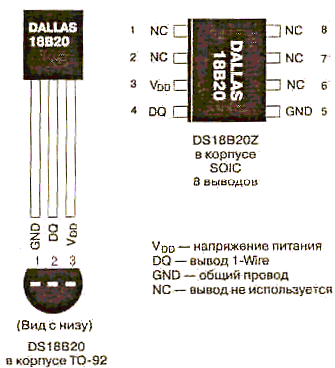 DALLAS
18B20
GND
DQ
VDD
1 2 3
(Вид с низу)
DS18B20
в корпусе TO-92
1 NC
2 NC
3 VDD
4 DQ
DALLAS
18B20
NC 8
NC 7
NC 6
GND 5
DS18B20Z
в корпусе
SOIC
8 выводов
VDD — напряжение питания
DQ — вывод 1-Wire
GND — общий провод
NC — вывод не используется